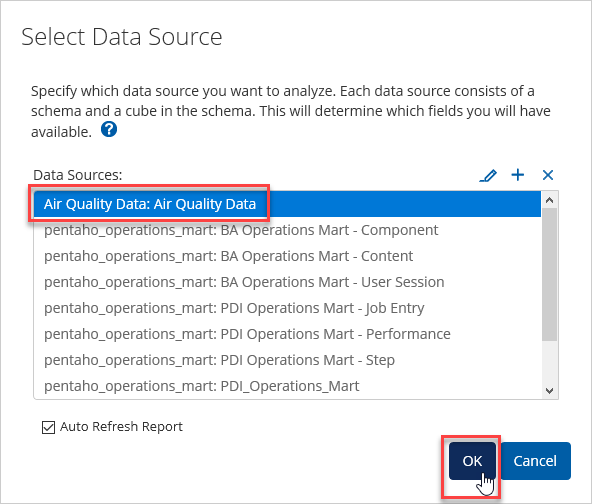 Select Data Source
Specify which data source you want to analyze. Each data source consists of a
schema and a cube in the schema. This will determine which fields you will have
available. ?
Data Sources:
Air Quality Data: Air Quality Data
pentaho_operations_mart: BA Operations Mart - Component
pentaho_operations_mart: BA Operations Mart - Content
pentaho_operations_mart: BA Operations Mart - User Session
pentaho_operations_mart: PDI Operations Mart - Job Entry
pentaho_operations_mart: PDI Operations Mart - Performance
pentaho_operations_mart: PDI Operations Mart - Step
pentaho_operations_mart: PDI_Operations_Mart
Auto Refresh Report
OK Cancel